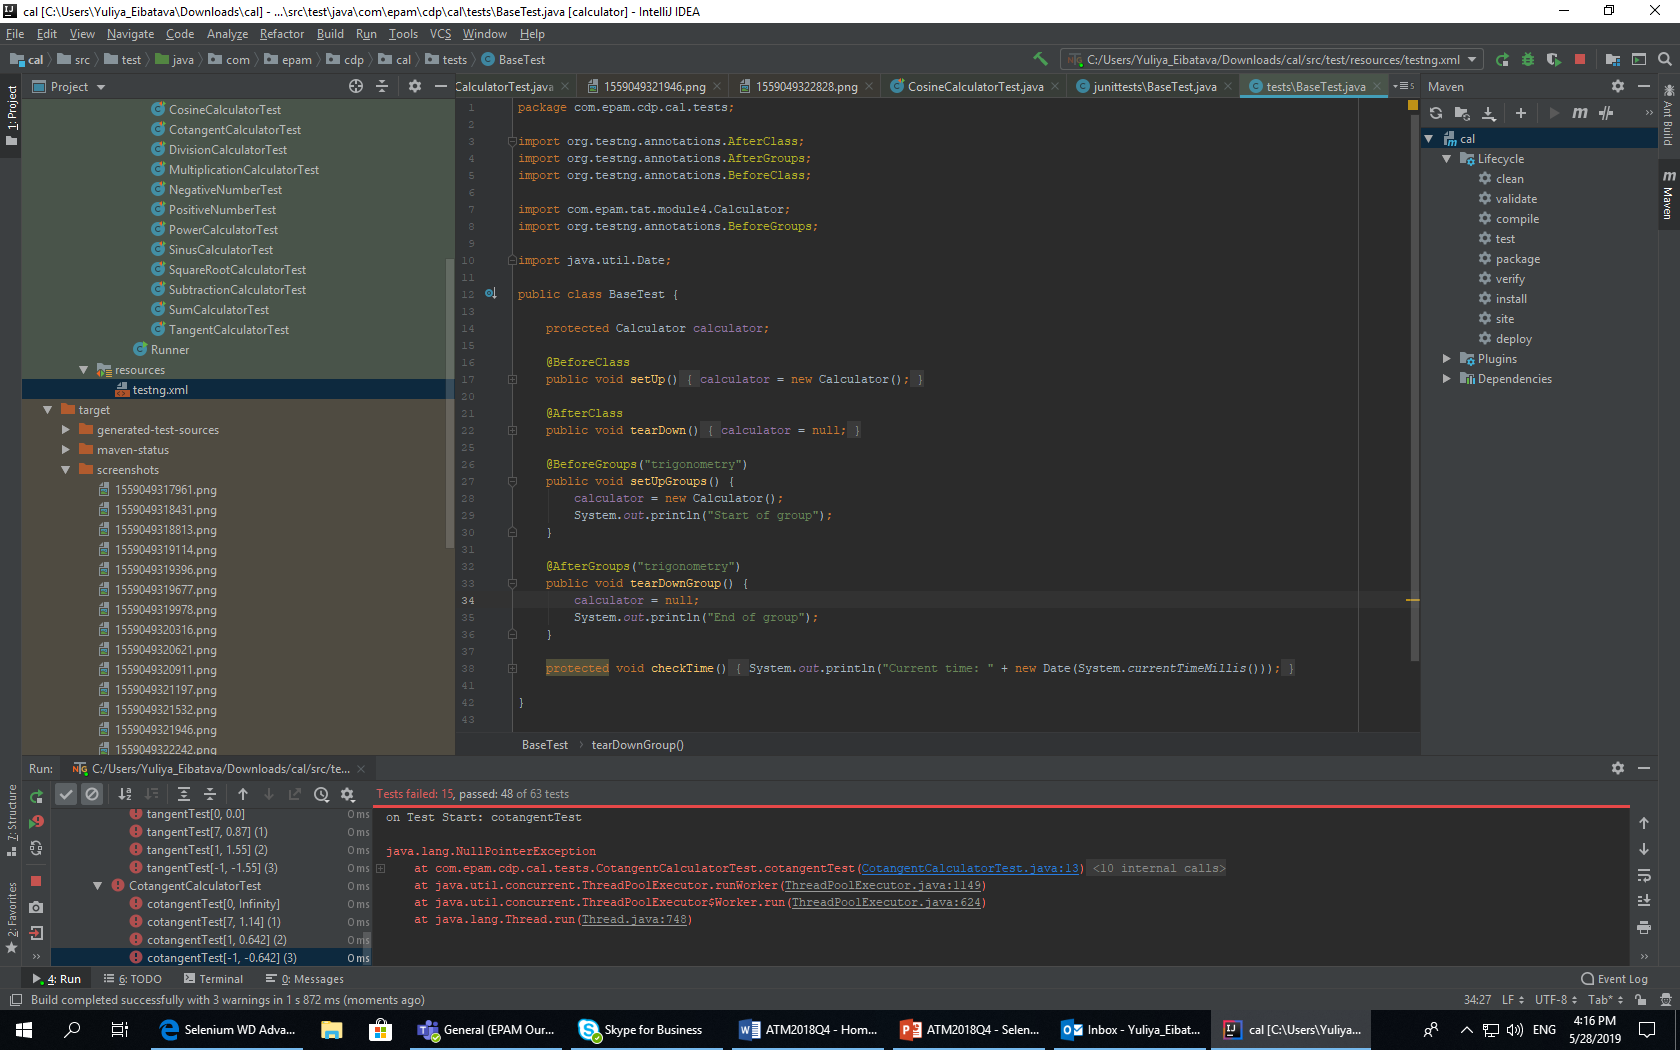 cal [C:\Users\Yuliya_Eibatava\Downloads\cal] - ...\src\test\java\com\epam\cdp\cal\tests\BaseTest.java [calculator] - IntelliJ IDEA
File Edit View Navigate Code Analyze Refactor Build Run Tools VCS Window Help
cal src test java com epam cdp cal tests BaseTest
C:/Users/Yuliya_Eibatava/Downloads/cal/src/test/resources/testng.xml
1: Project
Project
CosineCalculatorTest
CotangentCalculatorTest
DivisionCalculatorTest
MultiplicationCalculatorTest
NegativeNumberTest
PositiveNumberTest
PowerCalculatorTest
SinusCalculatorTest
SquareRootCalculatorTest
SubtractionCalculatorTest
SumCalculatorTest
TangentCalculatorTest
Runner
resources
testng.xml
target
generated-test-sources
maven-status
screenshots
1559049317961.png
1559049318431.png
1559049318813.png
1559049319114.png
1559049319396.png
1559049319677.png
1559049319978.png
1559049320316.png
1559049320621.png
1559049320911.png
1559049321197.png
1559049321532.png
1559049321946.png
1559049322242.png
CalculatorTest.java 1559049321946.png 1559049322828.png CosineCalculatorTest.java junittests\BaseTest.java tests\BaseTest.java
1 package com.epam.cdp.cal.tests;
2
3 import org.testng.annotations.AfterClass;
4 import org.testng.annotations.AfterGroups;
5 import org.testng.annotations.BeforeClass;
6
7 import com.epam.tat.module4.Calculator;
8 import org.testng.annotations.BeforeGroups;
9
10 import java.util.Date;
11
12 public class BaseTest {
13
14 protected Calculator calculator;
15
16 @BeforeClass
17 public void setUp() { calculator = new Calculator(); }
20
21 @AfterClass
22 public void tearDown() { calculator = null; }
25
26 @BeforeGroups("trigonometry")
27 public void setUpGroups() {
28 calculator = new Calculator();
29 System.out.println("Start of group");
30 }
31
32 @AfterGroups("trigonometry")
33 public void tearDownGroup() {
34 calculator = null;
35 System.out.println("End of group");
36 }
37
38 protected void checkTime() { System.out.println("Current time: " + new Date(System.currentTimeMillis())); }
41
42 }
43
BaseTest tearDownGroup()
Maven
cal
Lifecycle
clean
validate
compile
test
package
verify
install
site
deploy
Plugins
Dependencies
Ant Build
Maven
Run: C:/Users/Yuliya_Eibatava/Downloads/cal/src/te...
Tests failed: 15, passed: 48 of 63 tests
tangentTest[0, 0.0] 0 ms
tangentTest[7, 0.87] (1) 0 ms
tangentTest[1, 1.55] (2) 0 ms
tangentTest[-1, -1.55] (3) 0 ms
CotangentCalculatorTest 0 ms
cotangentTest[0, Infinity] 0 ms
cotangentTest[7, 1.14] (1) 0 ms
cotangentTest[1, 0.642] (2) 0 ms
cotangentTest[-1, -0.642] (3) 0 ms
on Test Start: cotangentTest
java.lang.NullPointerException
at com.epam.cdp.cal.tests.CotangentCalculatorTest.cotangentTest(CotangentCalculatorTest.java:13) <10 internal calls>
at java.util.concurrent.ThreadPoolExecutor.runWorker(ThreadPoolExecutor.java:1149)
at java.util.concurrent.ThreadPoolExecutor$Worker.run(ThreadPoolExecutor.java:624)
at java.lang.Thread.run(Thread.java:748)
7: Structure
2: Favorites
4: Run 6: TODO Terminal 0: Messages Event Log
Build completed successfully with 3 warnings in 1 s 872 ms (moments ago) 34:27 LF UTF-8 Tab*
Selenium WD Adva... General (EPAM Our... Skype for Business ATM2018Q4 - Hom... ATM2018Q4 - Selen... Inbox - Yuliya_Eibat... cal [C:\Users\Yuliya... ENG 4:16 PM
5/28/2019